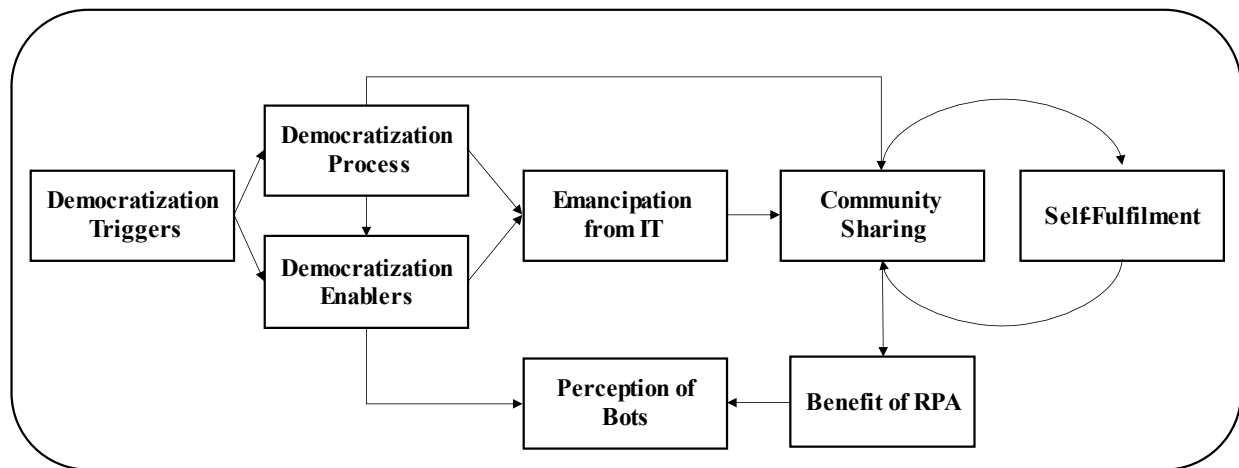 Democratization
Process
Democratization
Triggers
Emancipation
from IT
Community
Sharing
Self-Fulfilment
Democratization
Enablers
Perception of
Bots
Benefit of RPA